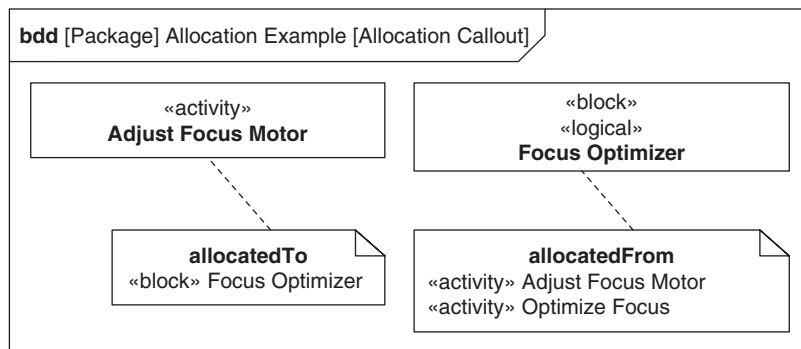 bdd [Package] Allocation Example [Allocation Callout]
«activity»
Adjust Focus Motor
«block»
«logical»
Focus Optimizer
allocatedTo
«block» Focus Optimizer
allocatedFrom
«activity» Adjust Focus Motor
«activity» Optimize Focus